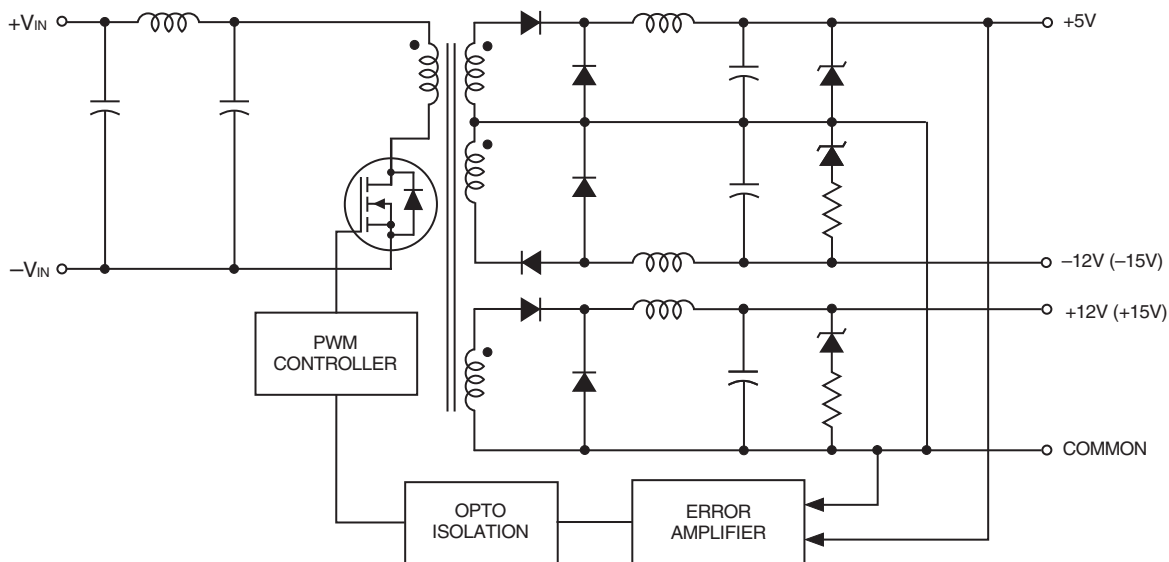 +VIN
+5V
–VIN
–12V (–15V)
+12V (+15V)
PWM
CONTROLLER
COMMON
OPTO
ISOLATION
ERROR
AMPLIFIER